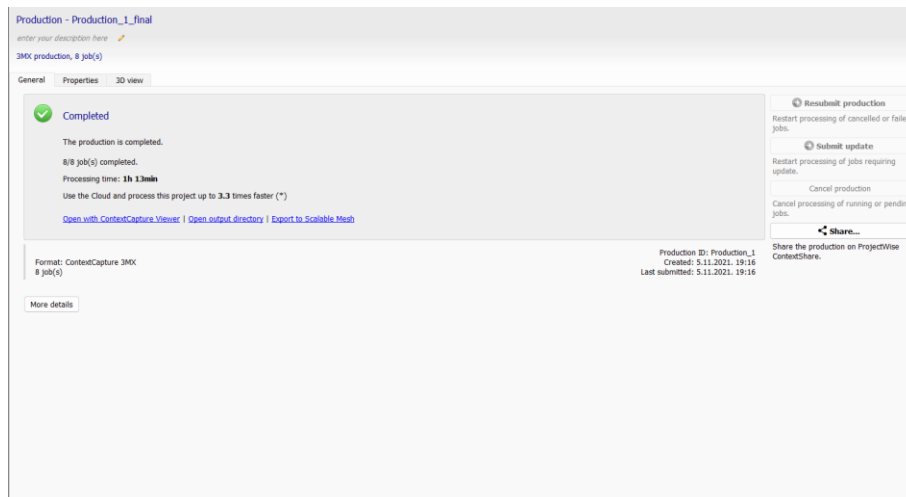 Production - Production_1_final
enter your description here
3MX production, 8 job(s)
General Properties 3D view
Completed
The production is completed.
8/8 job(s) completed.
Processing time: 1h 13min
Use the Cloud and process this project up to 3.3 times faster (*)
Open with ContextCapture Viewer | Open output directory | Export to Scalable Mesh
Format: ContextCapture 3MX
8 job(s)
Production ID: Production_1
Created: 5.11.2021. 19:16
Last submitted: 5.11.2021. 19:16
More details
Resubmit production
Restart processing of cancelled or faile
jobs.
Submit update
Restart processing of jobs requiring
update.
Cancel production
Cancel processing of running or pendin
jobs.
Share...
Share the production on ProjectWise
ContextShare.